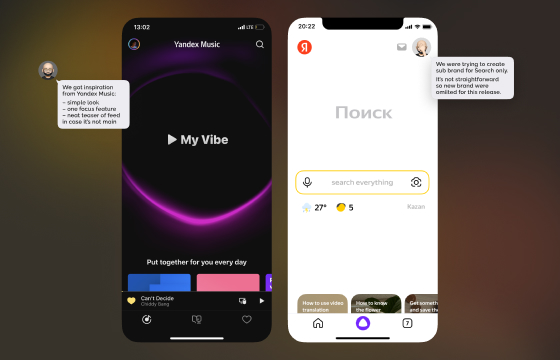 We got inspiration
from Yandex Music:
– simple look
– one focus feature
– neat teaser of feed
in case it's not main
13:02
LTE
Yandex Music
My Vibe
Put together for you every day
Can't Decide
Chiddy Gang
20:22
Я
Поиск
search everything
27°
5
Kazan
How to use video
translation
How to know
the flower
Get someth
and save th
7
We were trying to create
sub brand for Search only.
It's not straightforward
so new brand were
omitted for this release.